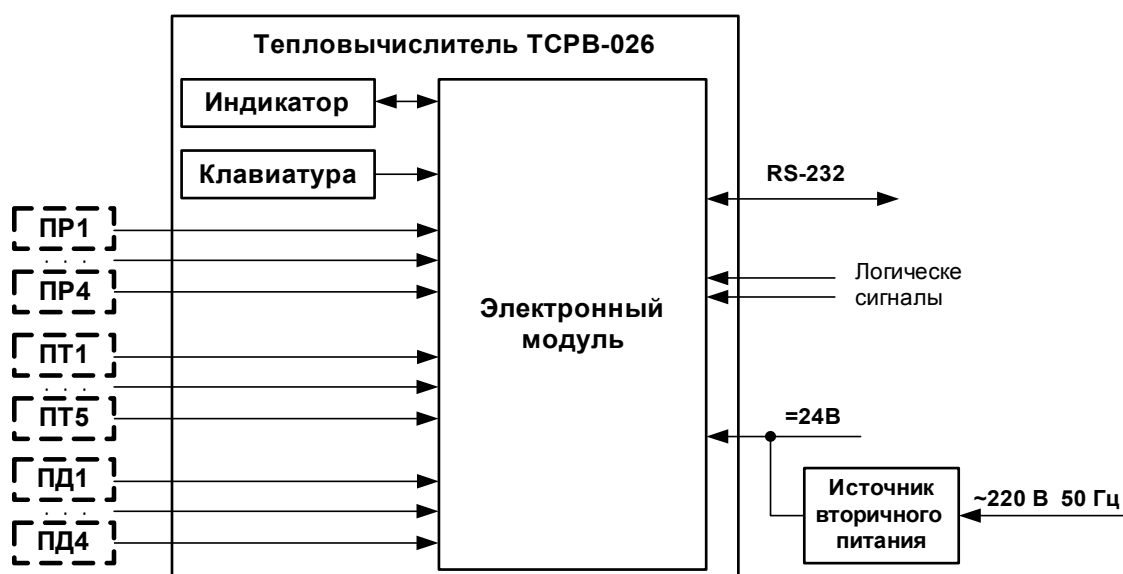 Тепловычислитель ТСРВ-026
Индикатор
Клавиатура
RS-232
ПР1
. . .
ПР4
Логическе
сигналы
Электронный
модуль
ПТ1
. . .
ПТ5
=24В
ПД1
. . .
ПД4
Источник
вторичного
питания
~220 В 50 Гц